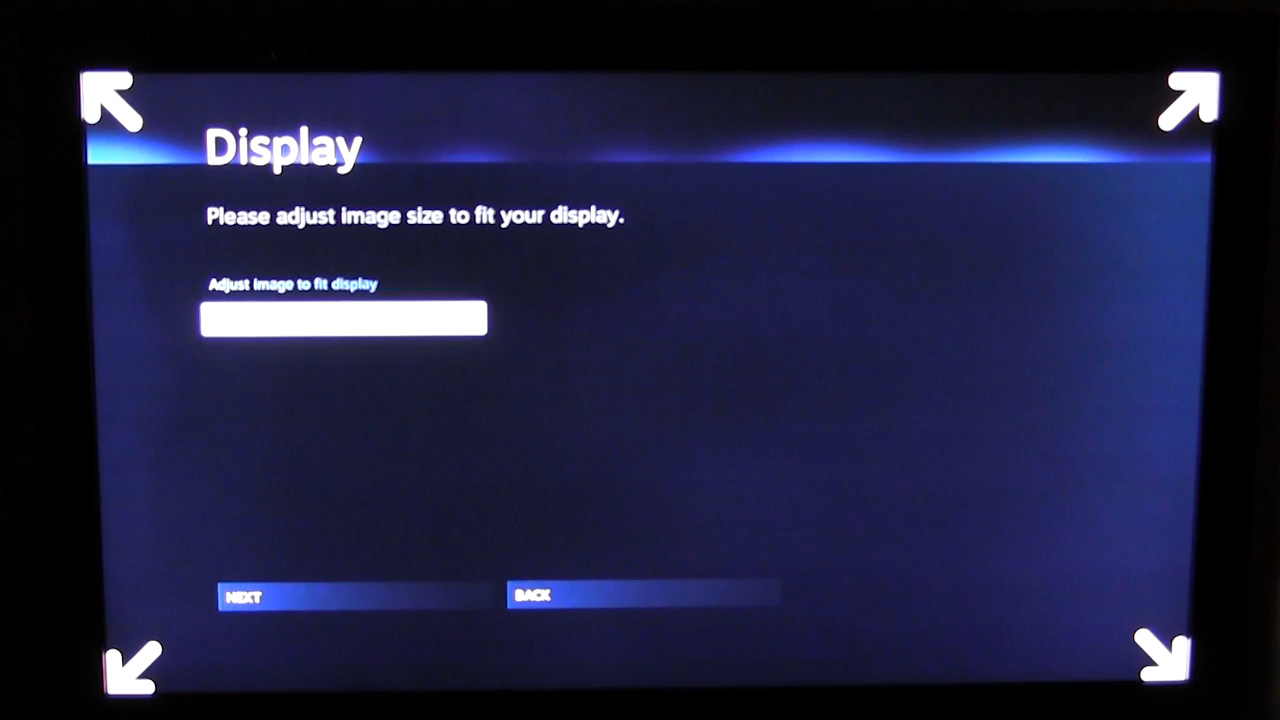 Display
Please adjust image size to fit your display.
Adjust image to fit display
NEXT
BACK